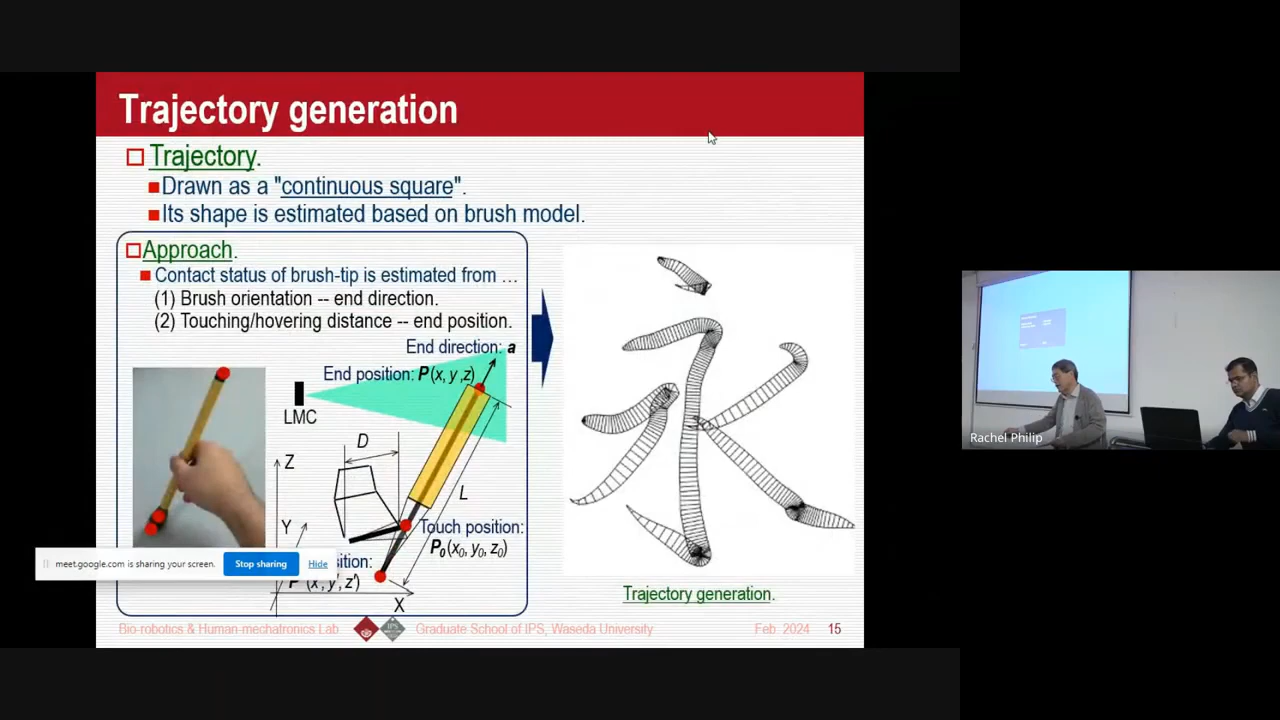 Trajectory generation
Trajectory.
Drawn as a "continuous square".
Its shape is estimated based on brush model.
Approach.
Contact status of brush-tip is estimated from …
(1) Brush orientation -- end direction.
(2) Touching/hovering distance -- end position.
End direction: a
End position: P(x, y ,z)
LMC
D
Z
L
Y
Touch position:
P0(x0, y0, z0)
sition:
P (x', y', z')
X
永
Trajectory generation.
meet.google.com is sharing your screen.
Stop sharing
Hide
Bio-robotics & Human-mechatronics Lab
IPS
Graduate School of IPS, Waseda University
Feb 2024
15
Rachel Philip